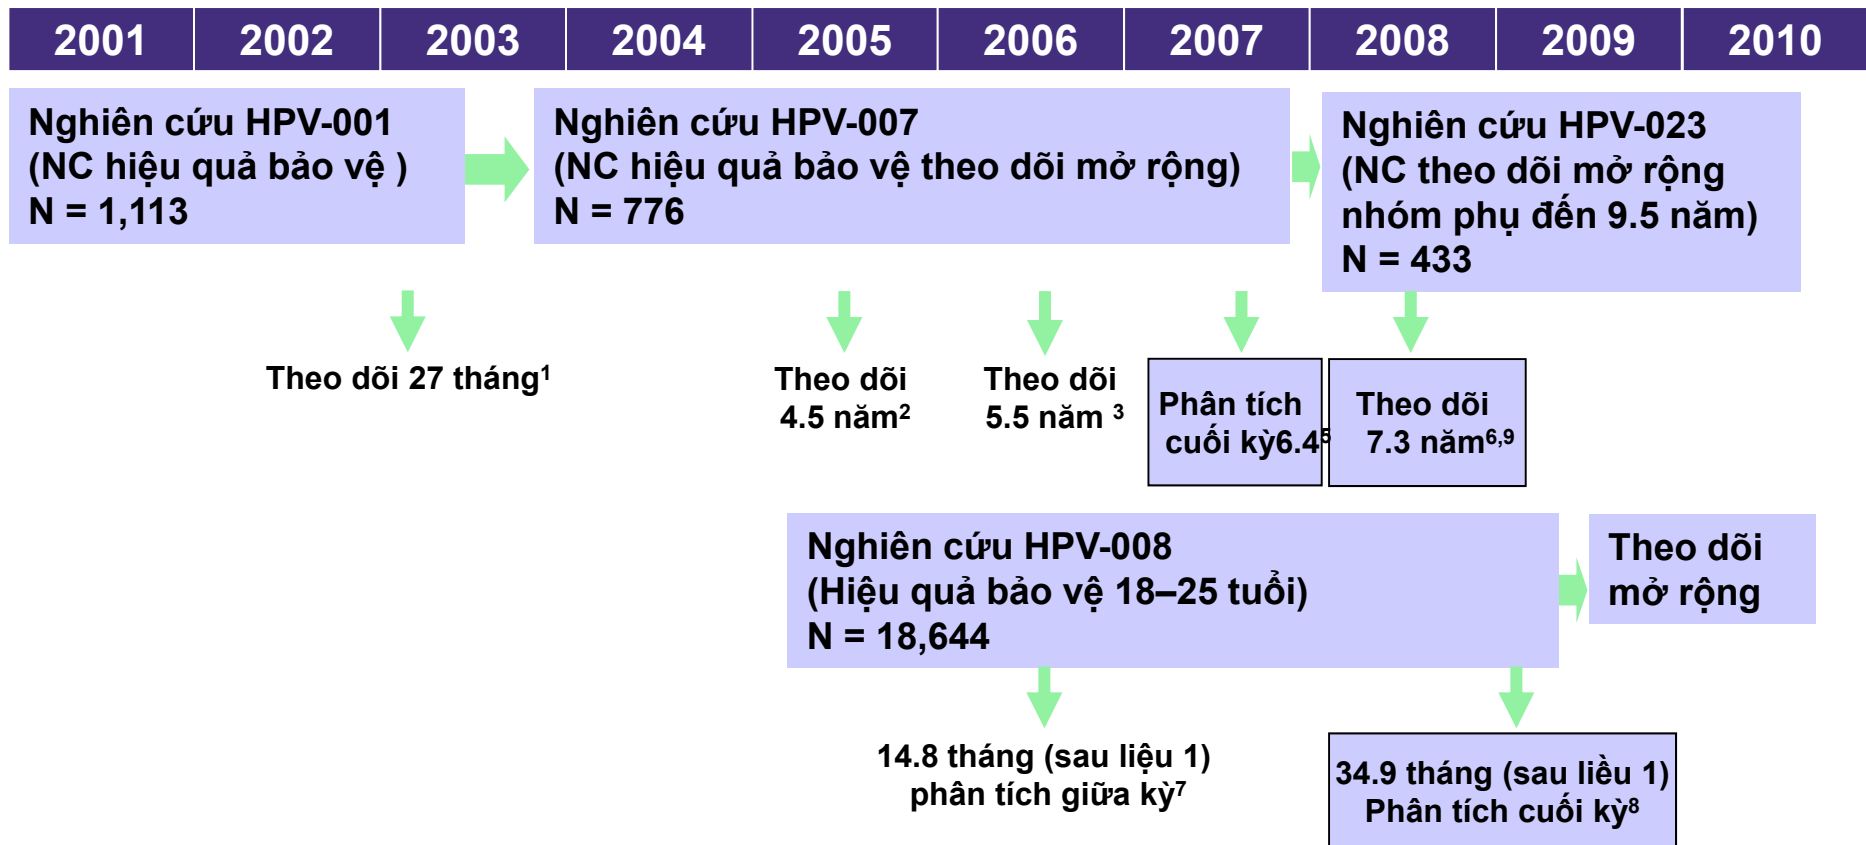 2001 2002 2003 2004 2005 2006 2007 2008 2009 2010
Nghiên cứu HPV-001
(NC hiệu quả bảo vệ )
N = 1,113
Nghiên cứu HPV-007
(NC hiệu quả bảo vệ theo dõi mở rộng)
N = 776
Nghiên cứu HPV-023
(NC theo dõi mở rộng
nhóm phụ đến 9.5 năm)
N = 433
Theo dõi 27 tháng¹
Theo dõi
4.5 năm²
Theo dõi
5.5 năm ³
Phân tích
cuối kỳ6.4⁵
Theo dõi
7.3 năm⁶,⁹
Nghiên cứu HPV-008
(Hiệu quả bảo vệ 18–25 tuổi)
N = 18,644
Theo dõi
mở rộng
14.8 tháng (sau liệu 1)
phân tích giữa kỳ⁷
34.9 tháng (sau liều 1)
Phân tích cuối kỳ⁸